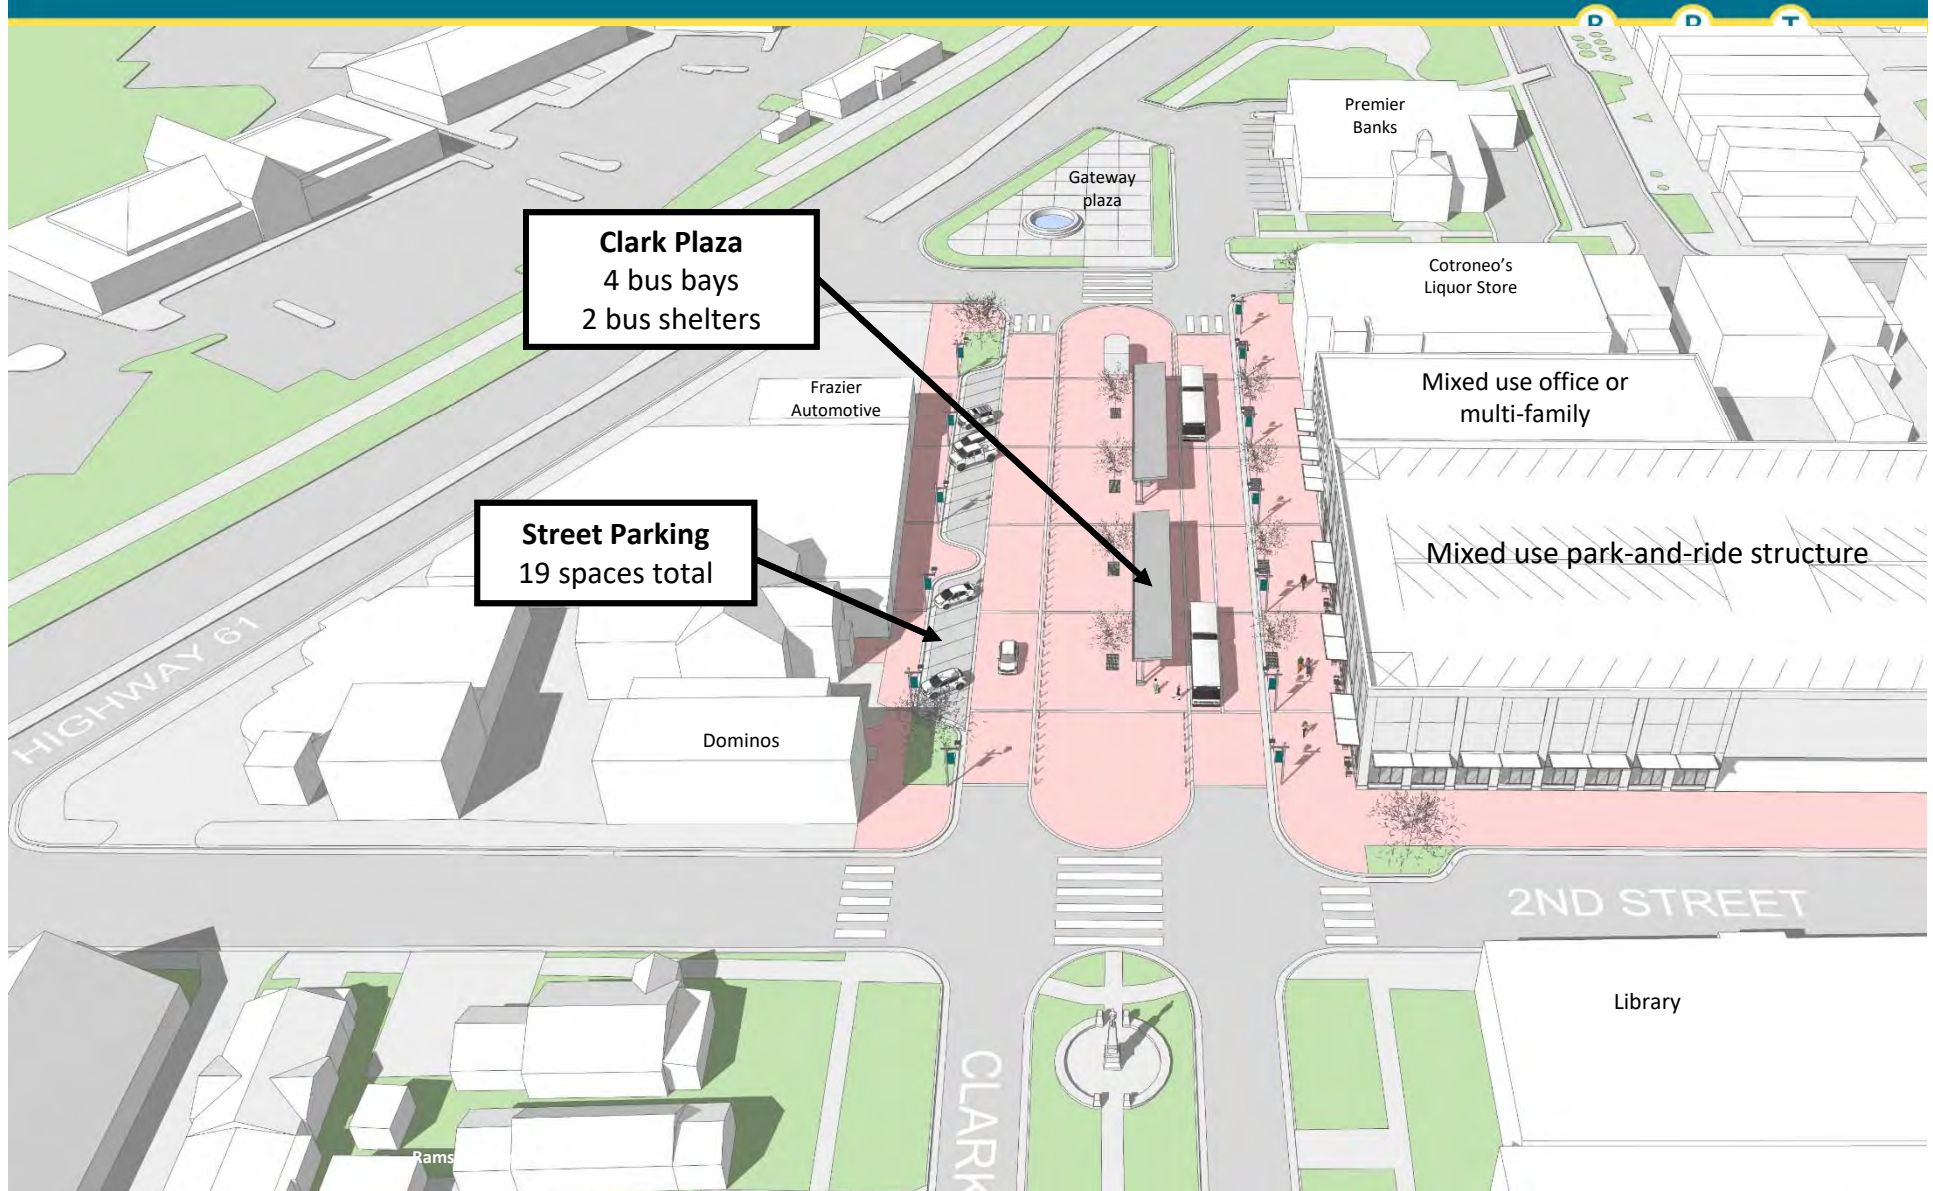 Premier
Banks
Gateway
plaza
Clark Plaza
4 bus bays
2 bus shelters
Cotroneo's
Liquor Store
Frazier
Automotive
Mixed use office or
multi-family
Street Parking
19 spaces total
Mixed use park-and-ride structure
HIGHWAY 61
Dominos
2ND STREET
Library
CLARK